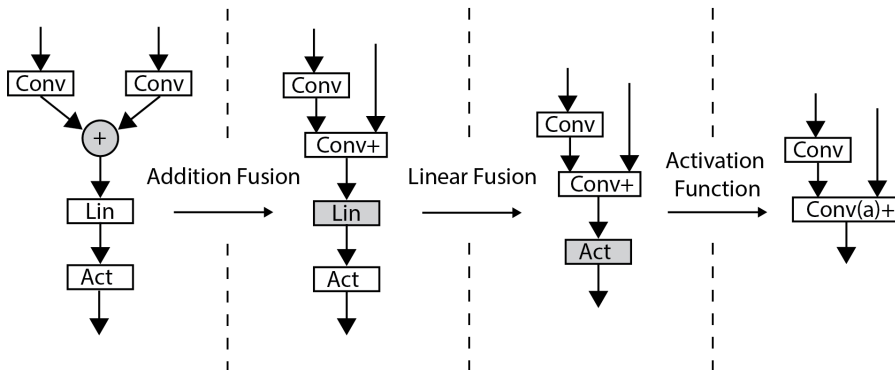 Conv
Conv
+
Lin
Act
Addition Fusion
Conv
Conv+
Lin
Act
Linear Fusion
Conv
Conv+
Act
Activation
Function
Conv
Conv(a)+